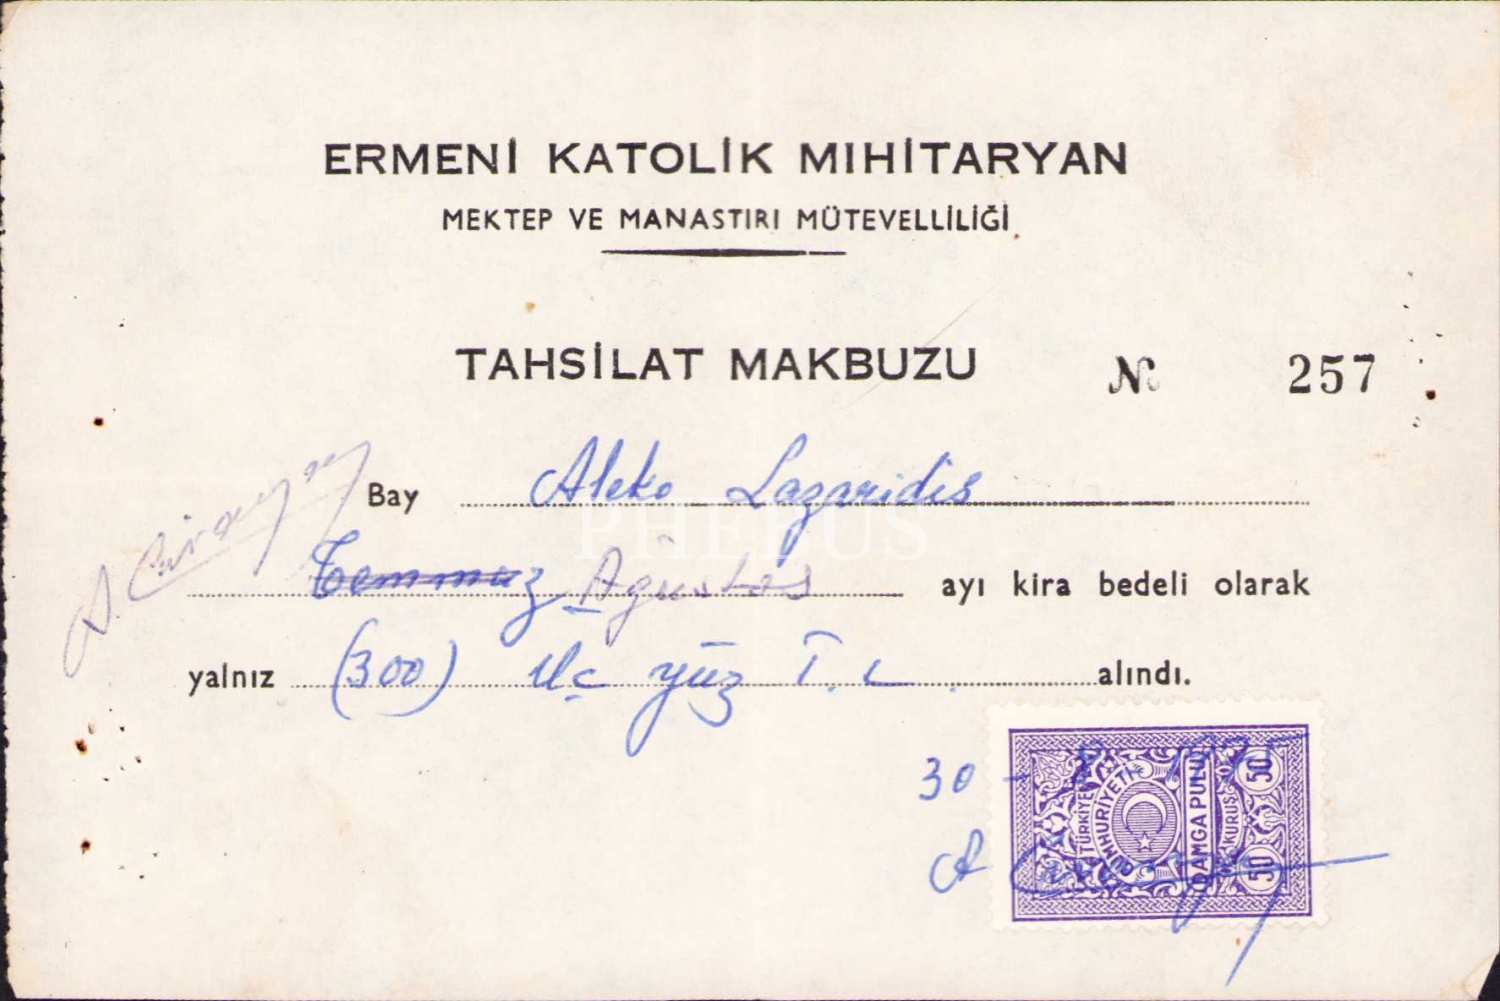 ERMENİ KATOLİK MIHİTARYAN
MEKTEP VE MANASTIRI MÜTEVELLİLİĞİ
TAHSİLAT MAKBUZU № 257
Bay Aleko Lazaridis
Temmuz Ağustos ayı kira bedeli olarak
yalnız (300) Üç yüz T.L. alındı.
PHEBUS
30 -
A
TÜRKİYE CUMHURİYETİ
DAMGA PULU
KURUŞ
50 50